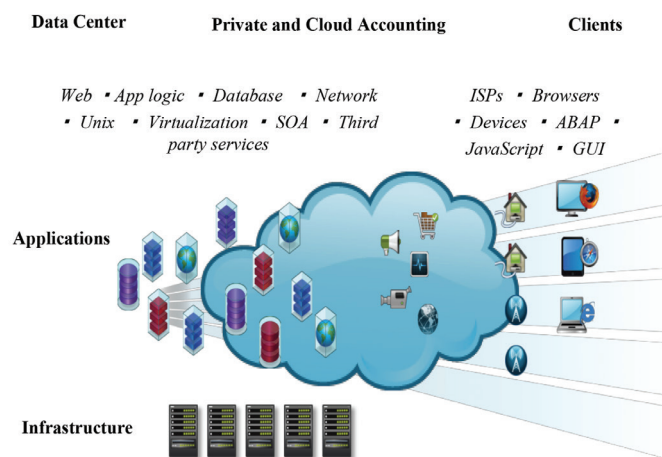 Data Center
Private and Cloud Accounting
Clients
Web ▪ App logic ▪ Database ▪ Network
▪ Unix ▪ Virtualization ▪ SOA ▪ Third
party services
ISPs ▪ Browsers
▪ Devices ▪ ABAP ▪
JavaScript ▪ GUI
Applications
Infrastructure